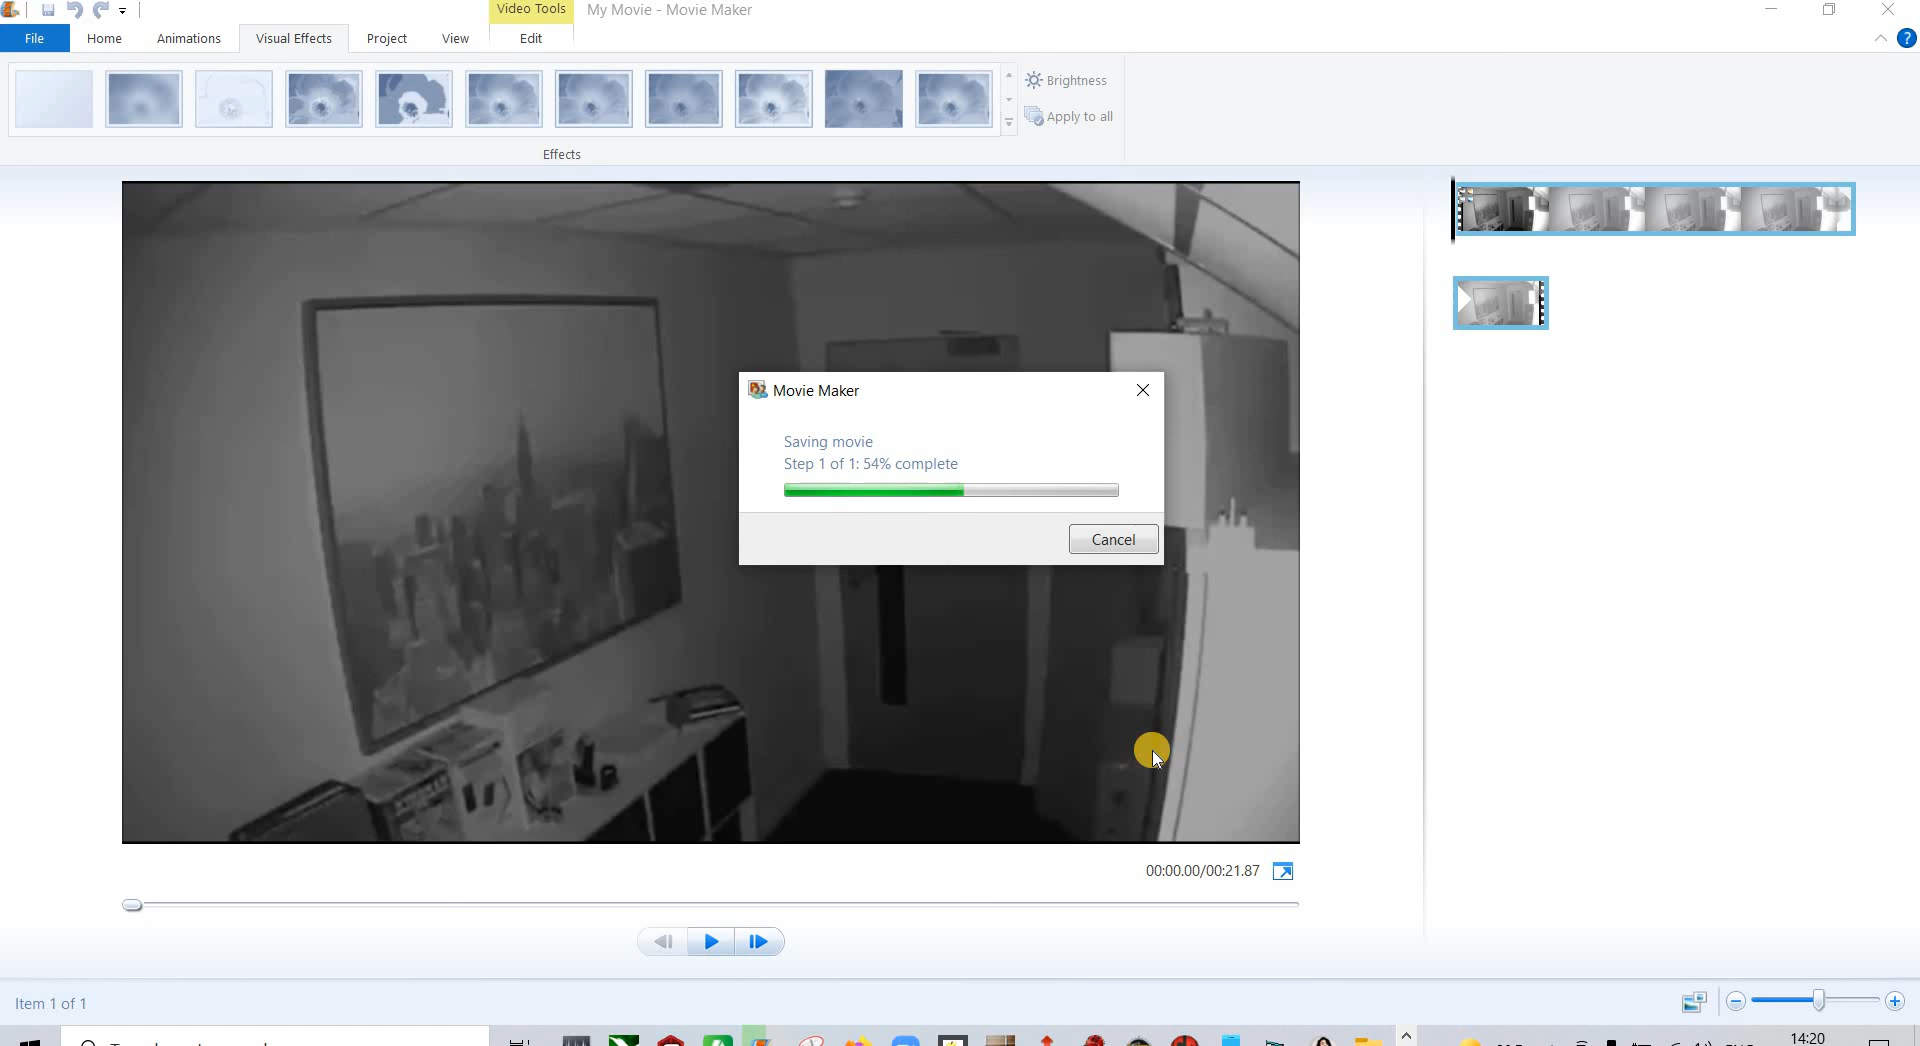 Video Tools
My Movie - Movie Maker
File
Home
Animations
Visual Effects
Project
View
Edit
?
Brightness
Apply to all
Effects
Movie Maker
Saving movie
Step 1 of 1: 54% complete
Cancel
00:00.00/00:21.87
Item 1 of 1
14:20